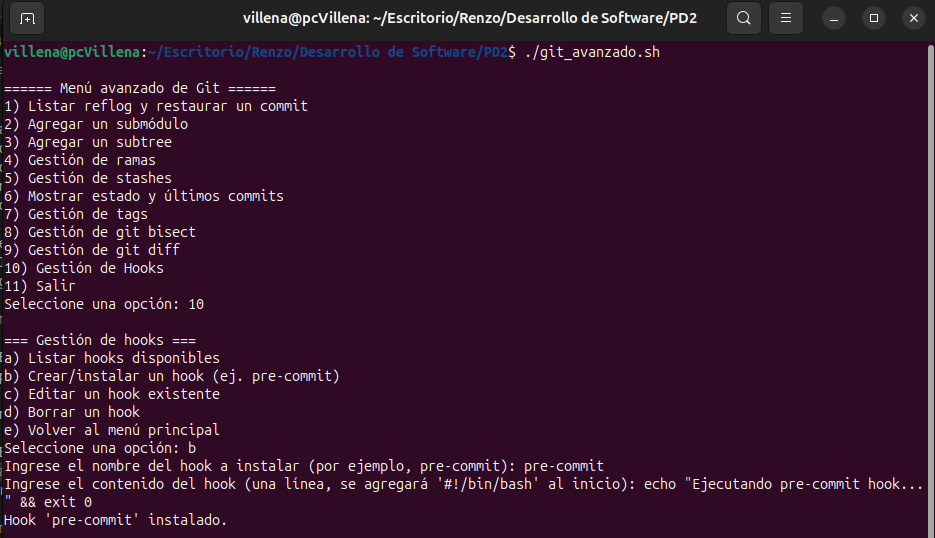 villena@pcVillena: ~/Escritorio/Renzo/Desarrollo de Software/PD2
villena@pcVillena:~/Escritorio/Renzo/Desarrollo de Software/PD2$ ./git_avanzado.sh
====== Menú avanzado de Git ======
1) Listar reflog y restaurar un commit
2) Agregar un submódulo
3) Agregar un subtree
4) Gestión de ramas
5) Gestión de stashes
6) Mostrar estado y últimos commits
7) Gestión de tags
8) Gestión de git bisect
9) Gestión de git diff
10) Gestión de Hooks
11) Salir
Seleccione una opción: 10
=== Gestión de hooks ===
a) Listar hooks disponibles
b) Crear/instalar un hook (ej. pre-commit)
c) Editar un hook existente
d) Borrar un hook
e) Volver al menú principal
Seleccione una opción: b
Ingrese el nombre del hook a instalar (por ejemplo, pre-commit): pre-commit
Ingrese el contenido del hook (una línea, se agregará '#!/bin/bash' al inicio): echo "Ejecutando pre-commit hook...
" && exit 0
Hook 'pre-commit' instalado.